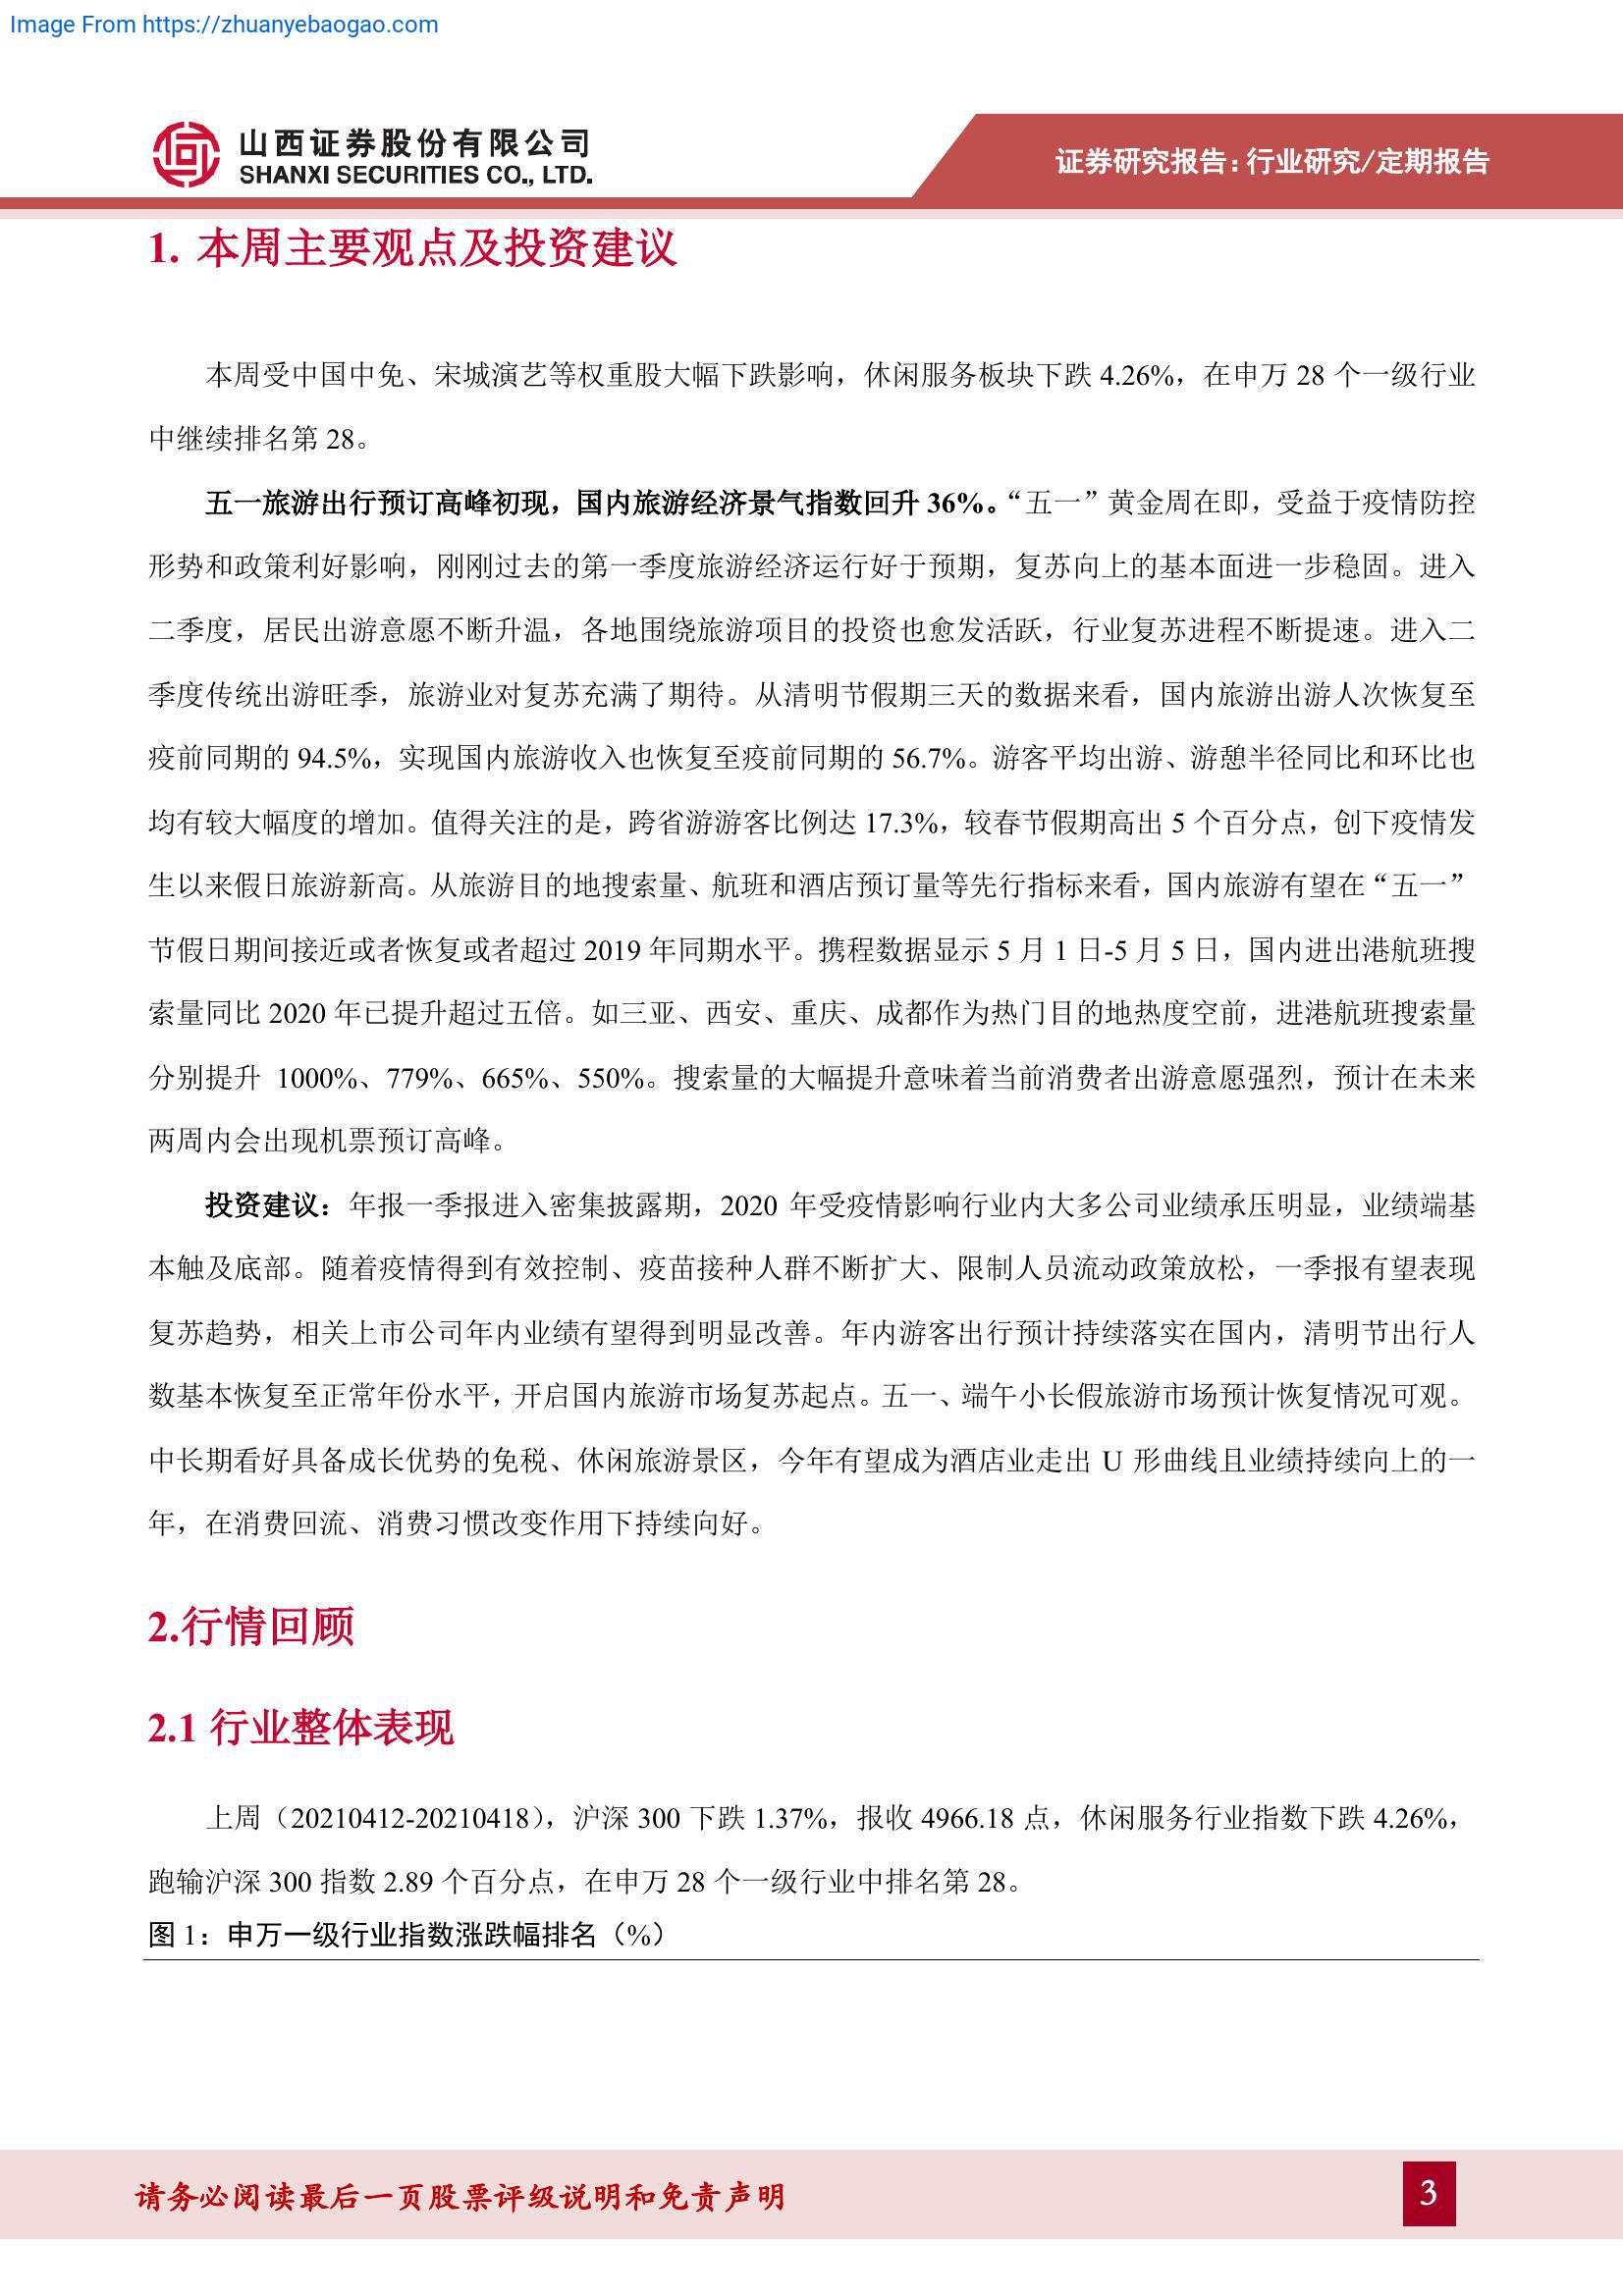 Image From https://zhuanyebaogao.com
山西证券股份有限公司
SHANXI SECURITIES CO., LTD.
证券研究报告：行业研究/定期报告
1. 本周主要观点及投资建议
本周受中国中免、宋城演艺等权重股大幅下跌影响，休闲服务板块下跌 4.26%，在申万 28 个一级行业
中继续排名第 28。
五一旅游出行预订高峰初现，国内旅游经济景气指数回升 36%。“五一”黄金周在即，受益于疫情防控
形势和政策利好影响，刚刚过去的第一季度旅游经济运行好于预期，复苏向上的基本面进一步稳固。进入
二季度，居民出游意愿不断升温，各地围绕旅游项目的投资也愈发活跃，行业复苏进程不断提速。进入二
季度传统出游旺季，旅游业对复苏充满了期待。从清明节假期三天的数据来看，国内旅游出游人次恢复至
疫前同期的 94.5%，实现国内旅游收入也恢复至疫前同期的 56.7%。游客平均出游、游憩半径同比和环比也
均有较大幅度的增加。值得关注的是，跨省游游客比例达 17.3%，较春节假期高出 5 个百分点，创下疫情发
生以来假日旅游新高。从旅游目的地搜索量、航班和酒店预订量等先行指标来看，国内旅游有望在“五一”
节假日期间接近或者恢复或者超过 2019 年同期水平。携程数据显示 5 月 1 日-5 月 5 日，国内进出港航班搜
索量同比 2020 年已提升超过五倍。如三亚、西安、重庆、成都作为热门目的地热度空前，进港航班搜索量
分别提升 1000%、779%、665%、550%。搜索量的大幅提升意味着当前消费者出游意愿强烈，预计在未来
两周内会出现机票预订高峰。
投资建议：年报一季报进入密集披露期，2020 年受疫情影响行业内大多公司业绩承压明显，业绩端基
本触及底部。随着疫情得到有效控制、疫苗接种人群不断扩大、限制人员流动政策放松，一季报有望表现
复苏趋势，相关上市公司年内业绩有望得到明显改善。年内游客出行预计持续落实在国内，清明节出行人
数基本恢复至正常年份水平，开启国内旅游市场复苏起点。五一、端午小长假旅游市场预计恢复情况可观。
中长期看好具备成长优势的免税、休闲旅游景区，今年有望成为酒店业走出 U 形曲线且业绩持续向上的一
年，在消费回流、消费习惯改变作用下持续向好。
2.行情回顾
2.1 行业整体表现
上周（20210412-20210418），沪深 300 下跌 1.37%，报收 4966.18 点，休闲服务行业指数下跌 4.26%，
跑输沪深 300 指数 2.89 个百分点，在申万 28 个一级行业中排名第 28。
图 1：申万一级行业指数涨跌幅排名（%）
请务必阅读最后一页股票评级说明和免责声明
3